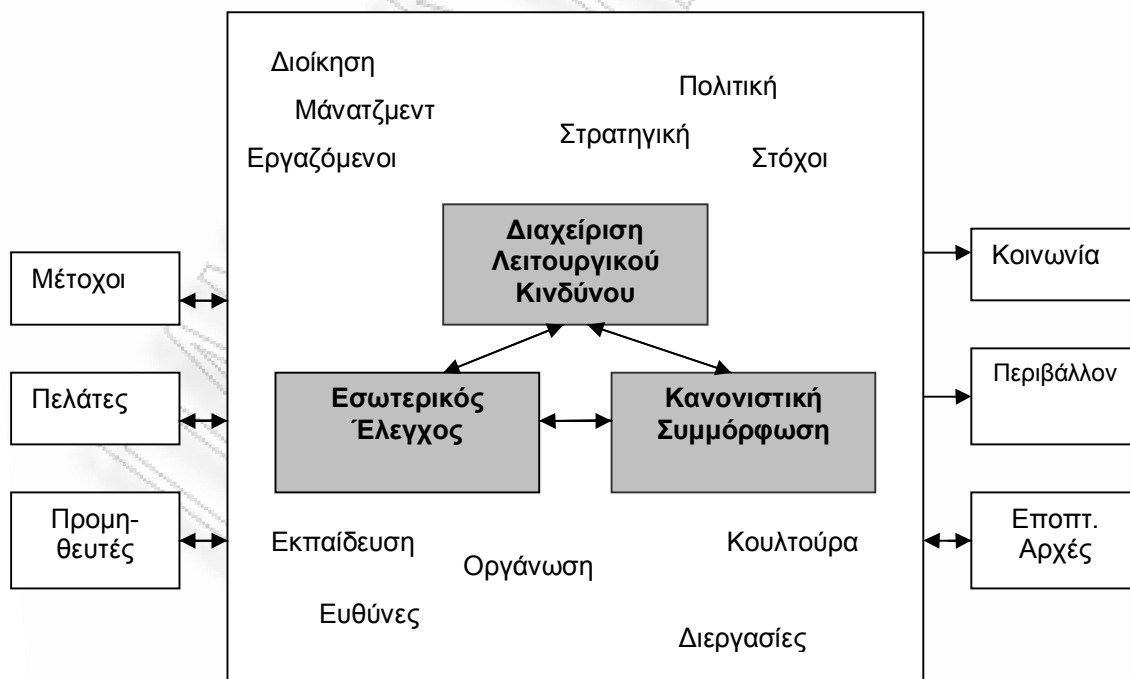 Διοίκηση
Μάνατζμεντ
Εργαζόμενοι
Πολιτική
Στρατηγική
Στόχοι
Διαχείριση
Λειτουργικού
Κινδύνου
Εσωτερικός
Έλεγχος
Κανονιστική
Συμμόρφωση
Μέτοχοι
Πελάτες
Προμη-
θευτές
Κοινωνία
Περιβάλλον
Εποπτ.
Αρχές
Εκπαίδευση
Οργάνωση
Κουλτούρα
Ευθύνες
Διεργασίες